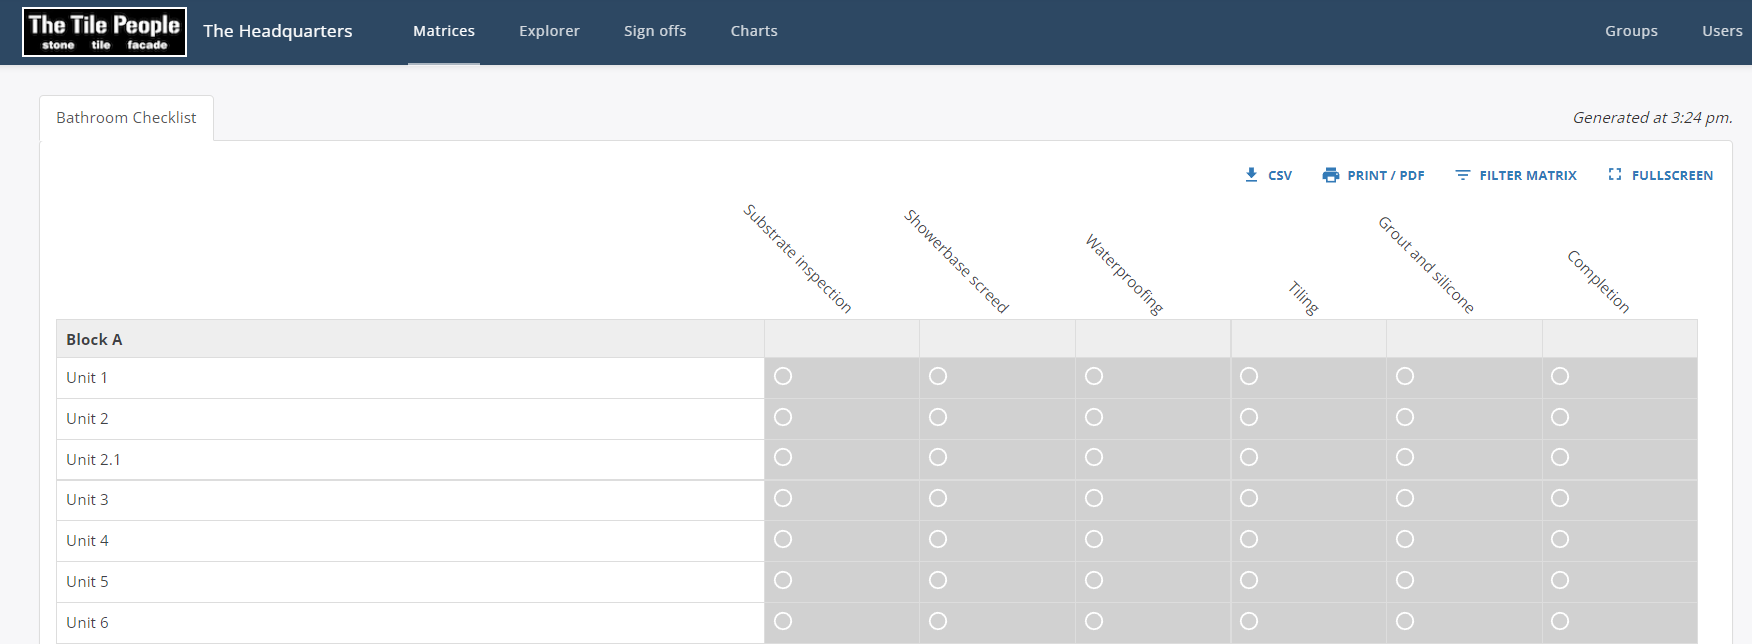 The Tile People
stone tile facade
The Headquarters
Matrices
Explorer
Sign offs
Charts
Groups
Users
Bathroom Checklist
Generated at 3:24 pm.
CSV
PRINT / PDF
FILTER MATRIX
FULLSCREEN
Substrate inspection
Showerbase screed
Waterproofing
Tiling
Grout and silicone
Completion
Block A
Unit 1
Unit 2
Unit 2.1
Unit 3
Unit 4
Unit 5
Unit 6